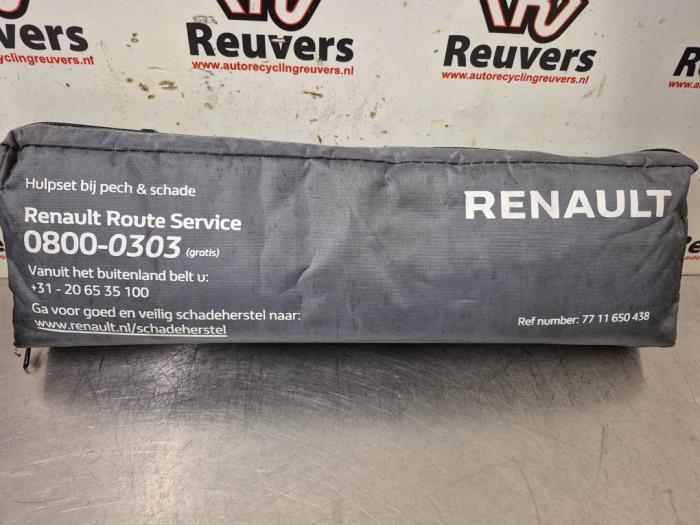 Reuvers
www.autorecyclingreuvers.nl
Reuvers
www.autorecyclingreuvers.nl
Hulpset bij pech & schade
Renault Route Service
0800-0303 (gratis)
Vanuit het buitenland belt u:
+31 - 20 65 35 100
Ga voor goed en veilig schadeherstel naar:
www.renault.nl/schadeherstel
RENAULT
Ref number: 77 11 650 438